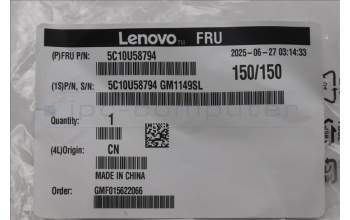 Lenovo™ FRU
(P)FRU P/N: 5C10U58794 2025-06-27 03:14:33
150/150
(1S)P/N, S/N: 5C10U58794 GM1149SL
Quantity: 1
(4L)Origin: CN
MADE IN CHINA
Order: GMF015622066